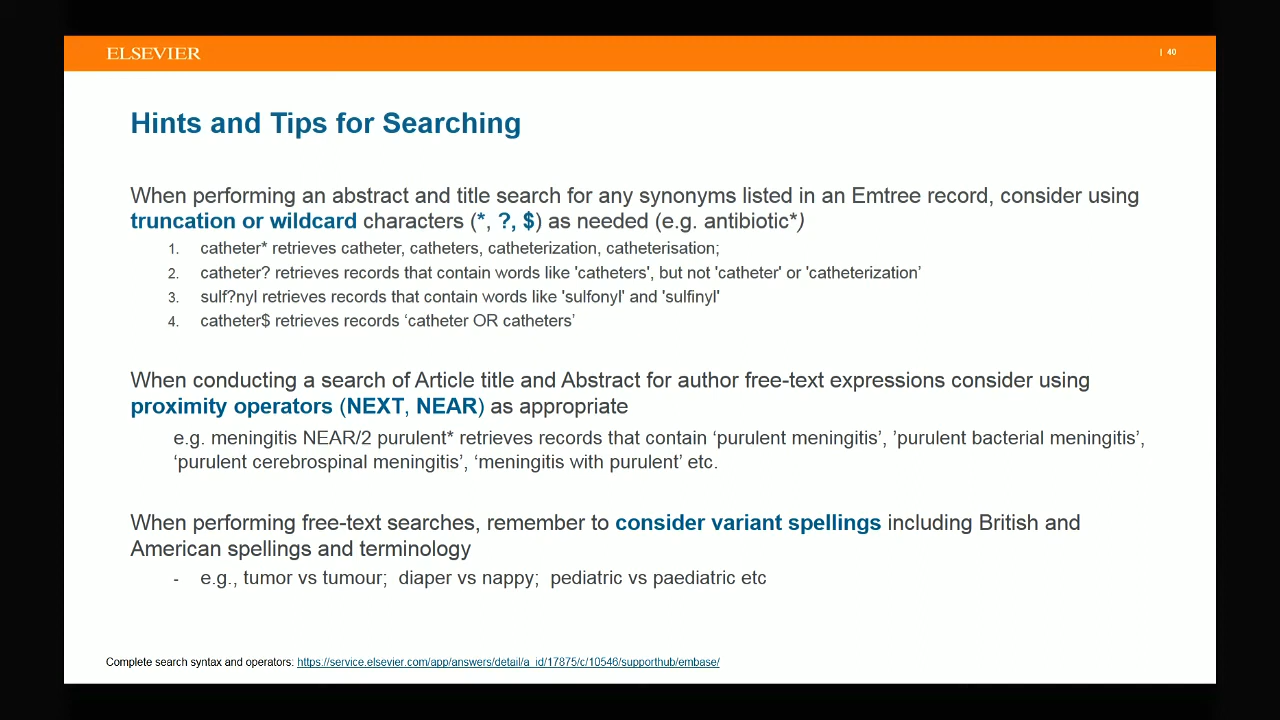 ELSEVIER
| 40
Hints and Tips for Searching
When performing an abstract and title search for any synonyms listed in an Emtree record, consider using
truncation or wildcard characters (*, ?, $) as needed (e.g. antibiotic*)
1. catheter* retrieves catheter, catheters, catheterization, catheterisation;
2. catheter? retrieves records that contain words like 'catheters', but not 'catheter' or 'catheterization’
3. sulf?nyl retrieves records that contain words like 'sulfonyl' and 'sulfinyl'
4. catheter$ retrieves records ‘catheter OR catheters’
When conducting a search of Article title and Abstract for author free-text expressions consider using
proximity operators (NEXT, NEAR) as appropriate
e.g. meningitis NEAR/2 purulent* retrieves records that contain ‘purulent meningitis’, ’purulent bacterial meningitis’,
‘purulent cerebrospinal meningitis’, ‘meningitis with purulent’ etc.
When performing free-text searches, remember to consider variant spellings including British and
American spellings and terminology
- e.g., tumor vs tumour; diaper vs nappy; pediatric vs paediatric etc
Complete search syntax and operators: https://service.elsevier.com/app/answers/detail/a_id/17875/c/10546/supporthub/embase/